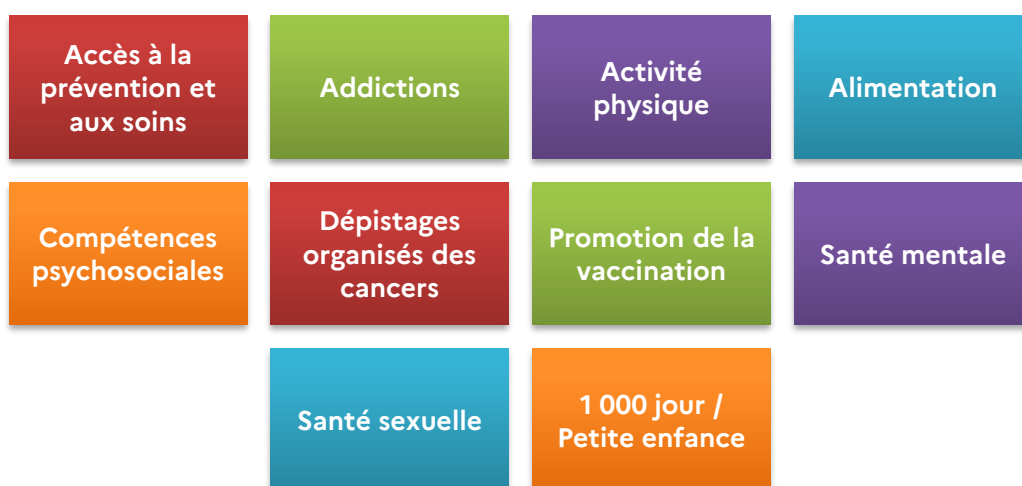 Accès à la
prévention et
aux soins
Addictions
Activité
physique
Alimentation
Compétences
psychosociales
Dépistages
organisés des
cancers
Promotion de la
vaccination
Santé mentale
Santé sexuelle
1 000 jour /
Petite enfance